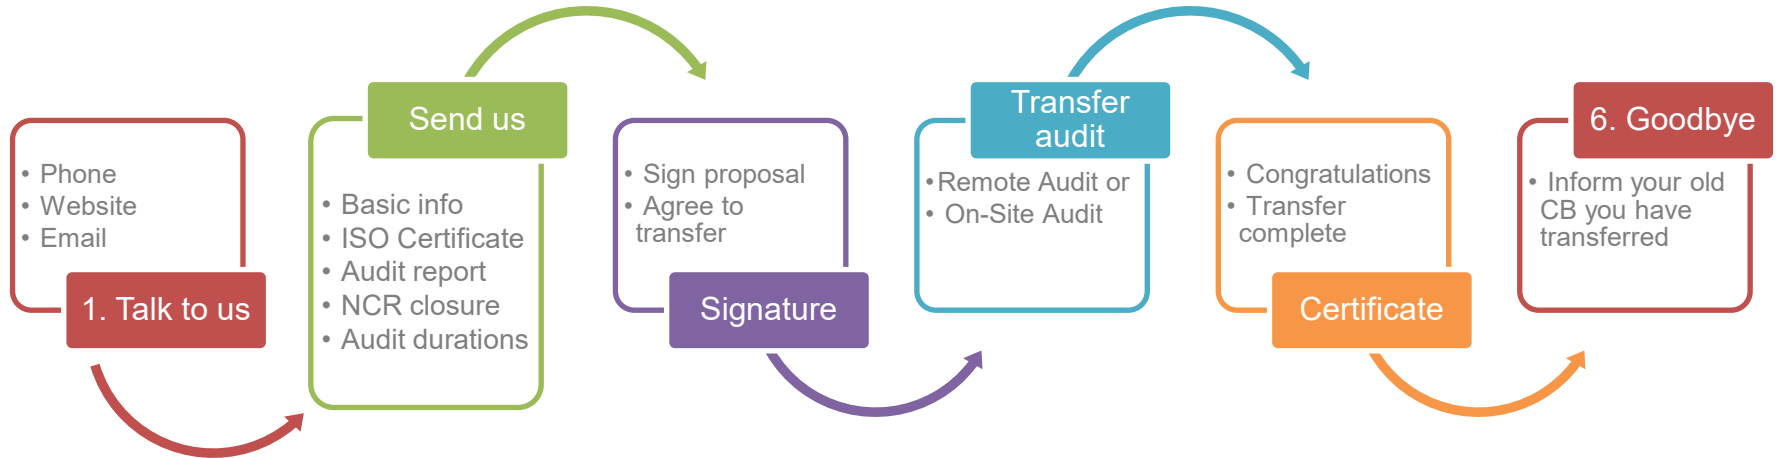 • Phone
• Website
• Email
1. Talk to us
Send us
• Basic info
• ISO Certificate
• Audit report
• NCR closure
• Audit durations
• Sign proposal
• Agree to
transfer
Signature
Transfer
audit
•Remote Audit or
• On-Site Audit
• Congratulations
• Transfer
complete
Certificate
6. Goodbye
• Inform your old
CB you have
transferred